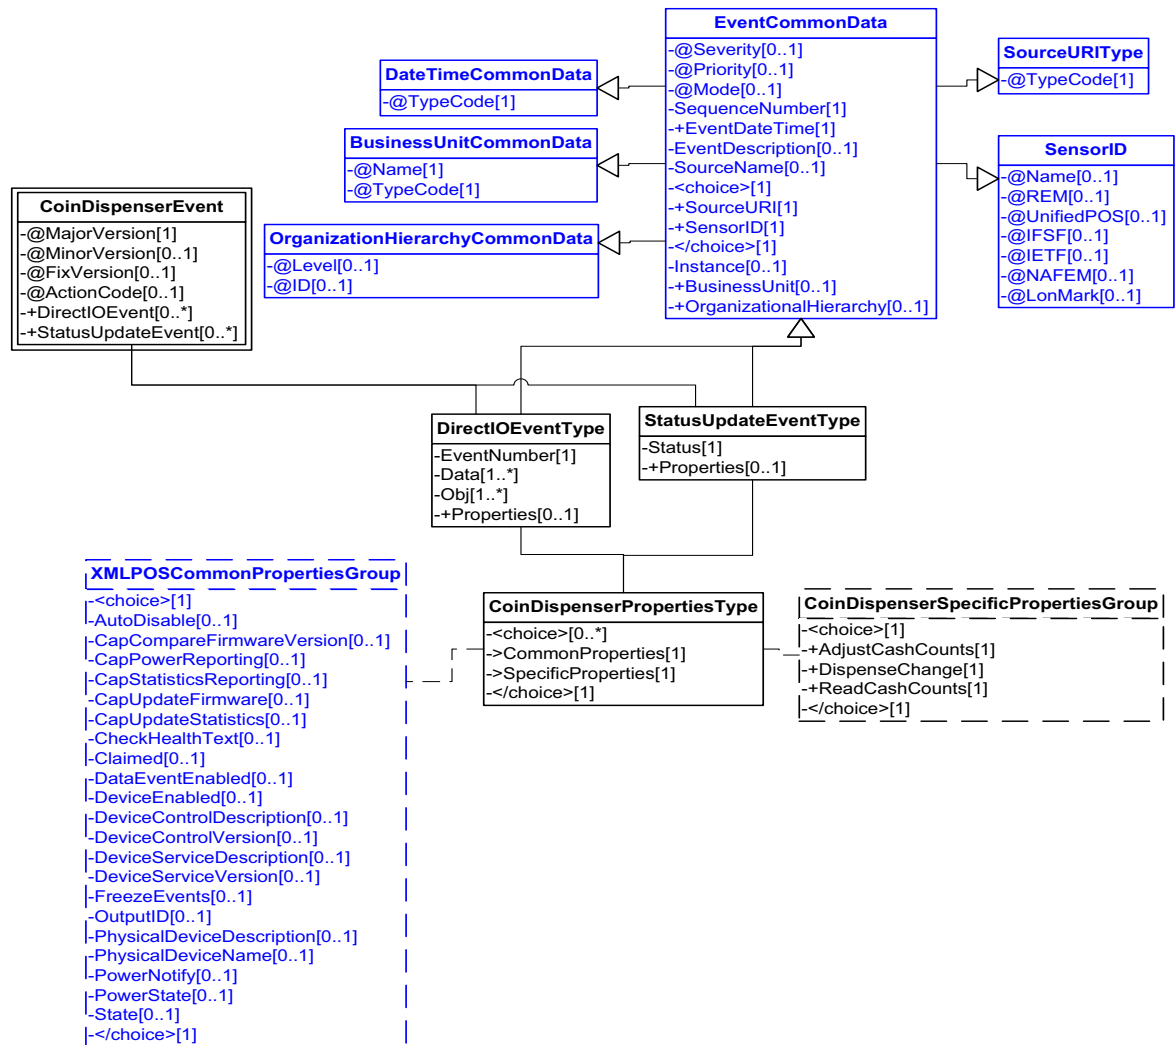 EventCommonData
-@Severity[0..1]
-@Priority[0..1]
-@Mode[0..1]
-SequenceNumber[1]
-+EventDateTime[1]
-EventDescription[0..1]
-SourceName[0..1]
-<choice>[1]
-+SourceURI[1]
-+SensorID[1]
-</choice>[1]
-Instance[0..1]
-+BusinessUnit[0..1]
-+OrganizationalHierarchy[0..1]
SourceURIType
-@TypeCode[1]
DateTimeCommonData
-@TypeCode[1]
BusinessUnitCommonData
-@Name[1]
-@TypeCode[1]
SensorID
-@Name[0..1]
-@REM[0..1]
-@UnifiedPOS[0..1]
-@IFSF[0..1]
-@IETF[0..1]
-@NAFEM[0..1]
-@LonMark[0..1]
CoinDispenserEvent
-@MajorVersion[1]
-@MinorVersion[0..1]
-@FixVersion[0..1]
-@ActionCode[0..1]
-+DirectIOEvent[0..*]
-+StatusUpdateEvent[0..*]
OrganizationHierarchyCommonData
-@Level[0..1]
-@ID[0..1]
DirectIOEventType
-EventNumber[1]
-Data[1..*]
-Obj[1..*]
-+Properties[0..1]
StatusUpdateEventType
-Status[1]
-+Properties[0..1]
XMLPOSCommonPropertiesGroup
-<choice>[1]
-AutoDisable[0..1]
-CapCompareFirmwareVersion[0..1]
-CapPowerReporting[0..1]
-CapStatisticsReporting[0..1]
-CapUpdateFirmware[0..1]
-CapUpdateStatistics[0..1]
-CheckHealthText[0..1]
-Claimed[0..1]
-DataEventEnabled[0..1]
-DeviceEnabled[0..1]
-DeviceControlDescription[0..1]
-DeviceControlVersion[0..1]
-DeviceServiceDescription[0..1]
-DeviceServiceVersion[0..1]
-FreezeEvents[0..1]
-OutputID[0..1]
-PhysicalDeviceDescription[0..1]
-PhysicalDeviceName[0..1]
-PowerNotify[0..1]
-PowerState[0..1]
-State[0..1]
-</choice>[1]
CoinDispenserPropertiesType
-<choice>[0..*]
->CommonProperties[1]
->SpecificProperties[1]
-</choice>[1]
CoinDispenserSpecificPropertiesGroup
-<choice>[1]
-+AdjustCashCounts[1]
-+DispenseChange[1]
-+ReadCashCounts[1]
-</choice>[1]